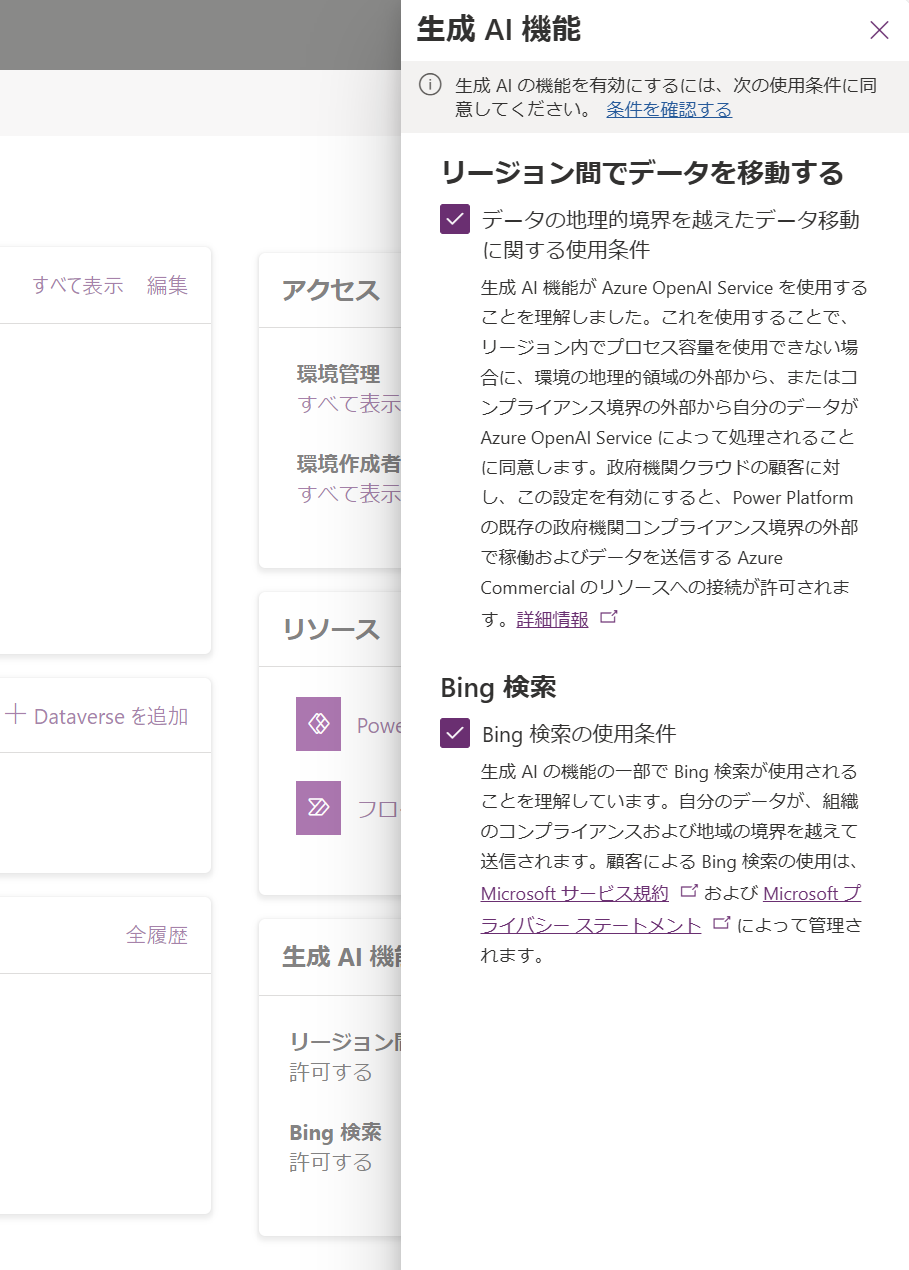 生成 AI 機能
生成 AI の機能を有効にするには、次の使用条件に同
意してください。 条件を確認する
リージョン間でデータを移動する
データの地理的境界を越えたデータ移動
に関する使用条件
生成 AI 機能が Azure OpenAI Service を使用する
ことを理解しました。これを使用することで、
リージョン内でプロセス容量を使用できない場
合に、環境の地理的領域の外部から、またはコ
ンプライアンス境界の外部から自分のデータが
Azure OpenAI Service によって処理されること
に同意します。政府機関クラウドの顧客に対
し、この設定を有効にすると、Power Platform
の既存の政府機関コンプライアンス境界の外部
で稼働およびデータを送信する Azure
Commercial のリソースへの接続が許可されま
す。詳細情報
Bing 検索
Bing 検索の使用条件
生成 AI の機能の一部で Bing 検索が使用される
ことを理解しています。自分のデータが、組織
のコンプライアンスおよび地域の境界を越えて
送信されます。顧客による Bing 検索の使用は、
Microsoft サービス規約 および Microsoft プ
ライバシー ステートメント によって管理さ
れます。
すべて表示 編集
Dataverse を追加
全履歴
アクセス
環境管理
すべて表示
環境作成者
すべて表示
リソース
Powe
フロー
生成 AI 機能
リージョン間
許可する
Bing 検索
許可する